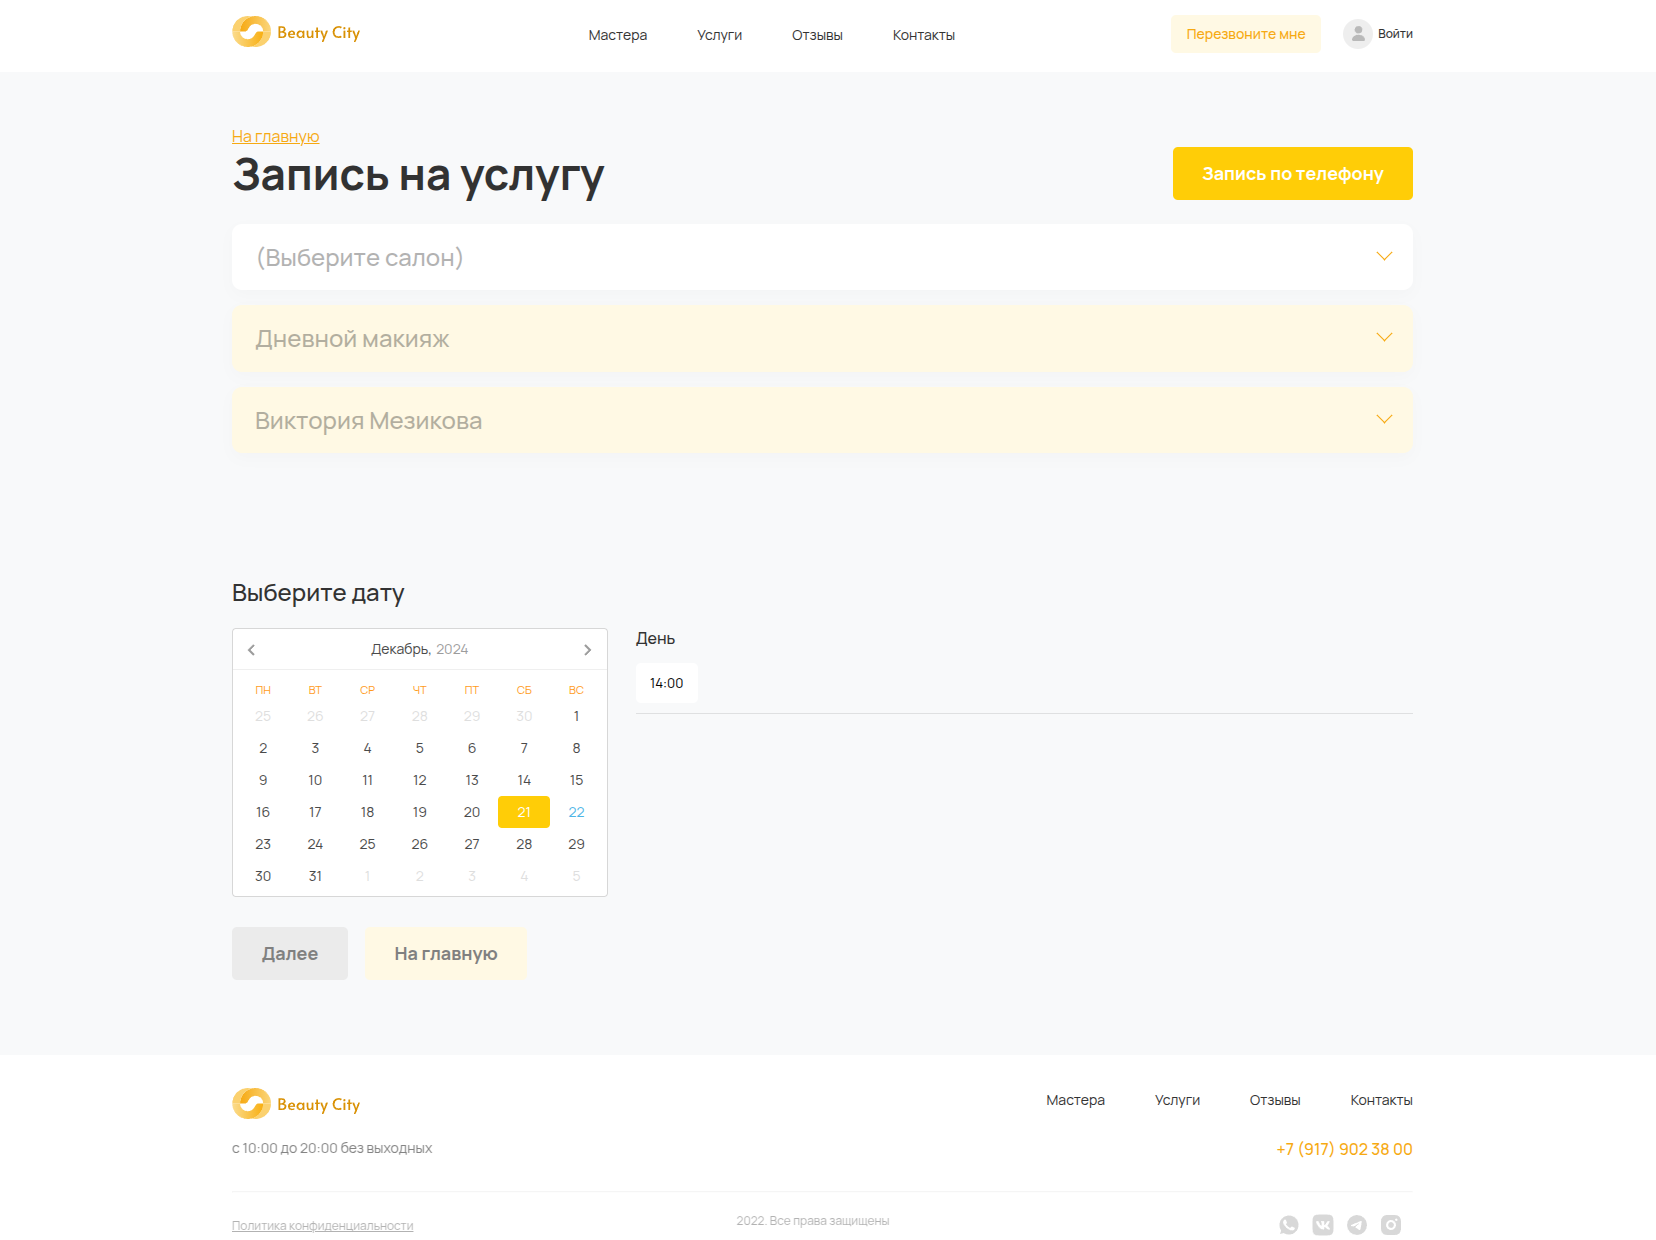 Beauty City Мастера Услуги Отзывы Контакты Перезвоните мне Войти
На главную
Запись на услугу
Запись по телефону
(Выберите салон)
Дневной макияж
Виктория Мезикова
Выберите дату
Декабрь, 2024
ПН ВТ СР ЧТ ПТ СБ ВС
25 26 27 28 29 30 1
2 3 4 5 6 7 8
9 10 11 12 13 14 15
16 17 18 19 20 21 22
23 24 25 26 27 28 29
30 31 1 2 3 4 5
День
14:00
Далее На главную
Beauty City Мастера Услуги Отзывы Контакты
с 10:00 до 20:00 без выходных +7 (917) 902 38 00
Политика конфиденциальности 2022. Все права защищены